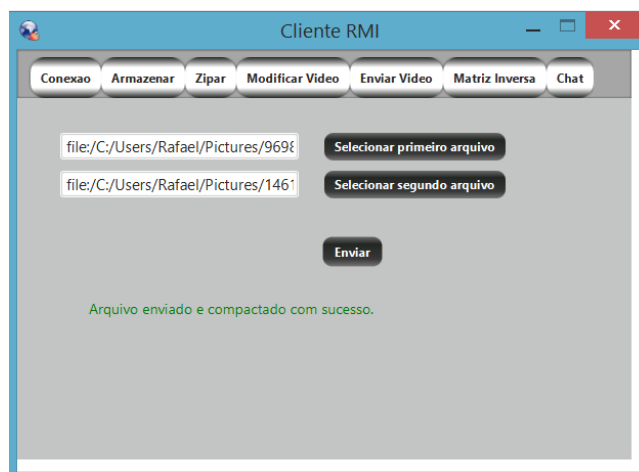 Cliente RMI
Conexao Armazenar Zipar Modificar Video Enviar Video Matriz Inversa Chat
file:/C:/Users/Rafael/Pictures/9698 Selecionar primeiro arquivo
file:/C:/Users/Rafael/Pictures/1461 Selecionar segundo arquivo
Enviar
Arquivo enviado e compactado com sucesso.